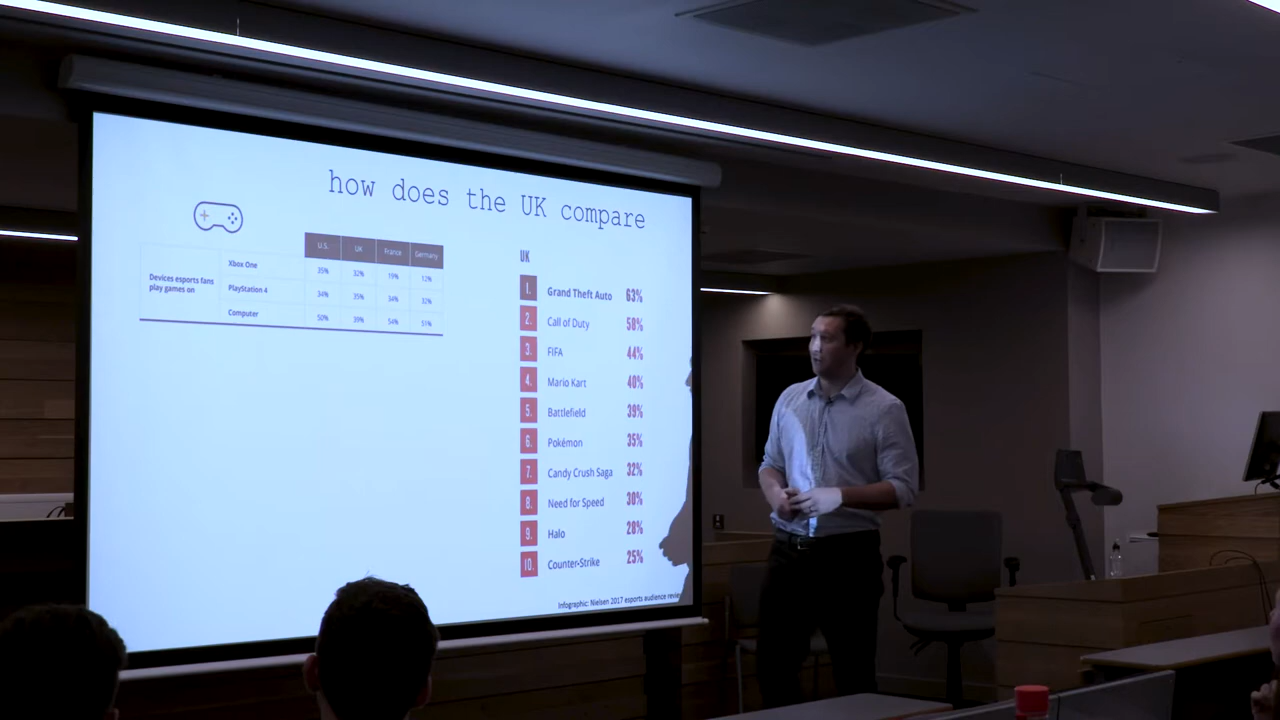 how does the UK compare
U.S. UK France Germany
Devices esports fans
play games on
Xbox One 35% 32% 19% 12%
PlayStation 4 34% 35% 34% 32%
Computer 50% 39% 54% 51%
UK
1. Grand Theft Auto 63%
2. Call of Duty 58%
3. FIFA 44%
4. Mario Kart 40%
5. Battlefield 39%
6. Pokémon 35%
7. Candy Crush Saga 32%
8. Need for Speed 30%
9. Halo 28%
10. Counter-Strike 25%
Infographic: Nielsen 2017 esports audience